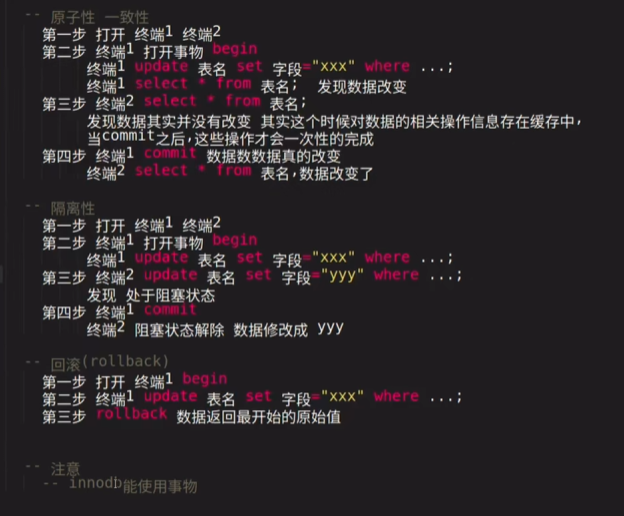 -- 原子性 一致性
第一步 打开 终端1 终端2
第二步 终端1 打开事物 begin
终端1 update 表名 set 字段="xxx" where ...;
终端1 select * from 表名; 发现数据改变
第三步 终端2 select * from 表名;
发现数据其实并没有改变 其实这个时候对数据的相关操作信息存在缓存中,
当commit之后,这些操作才会一次性的完成
第四步 终端1 commit 数据数数据真的改变
终端2 select * from 表名,数据改变了
-- 隔离性
第一步 打开 终端1 终端2
第二步 终端1 打开事物 begin
终端1 update 表名 set 字段="xxx" where ...;
第三步 终端2 update 表名 set 字段="yyy" where ...;
发现 处于阻塞状态
第四步 终端1 commit
终端2 阻塞状态解除 数据修改成 yyy
-- 回滚(rollback)
第一步 打开 终端1 begin
第二步 终端1 update 表名 set 字段="xxx" where ...;
第三步 rollback 数据返回最开始的原始值
-- 注意
-- innodb能使用事物